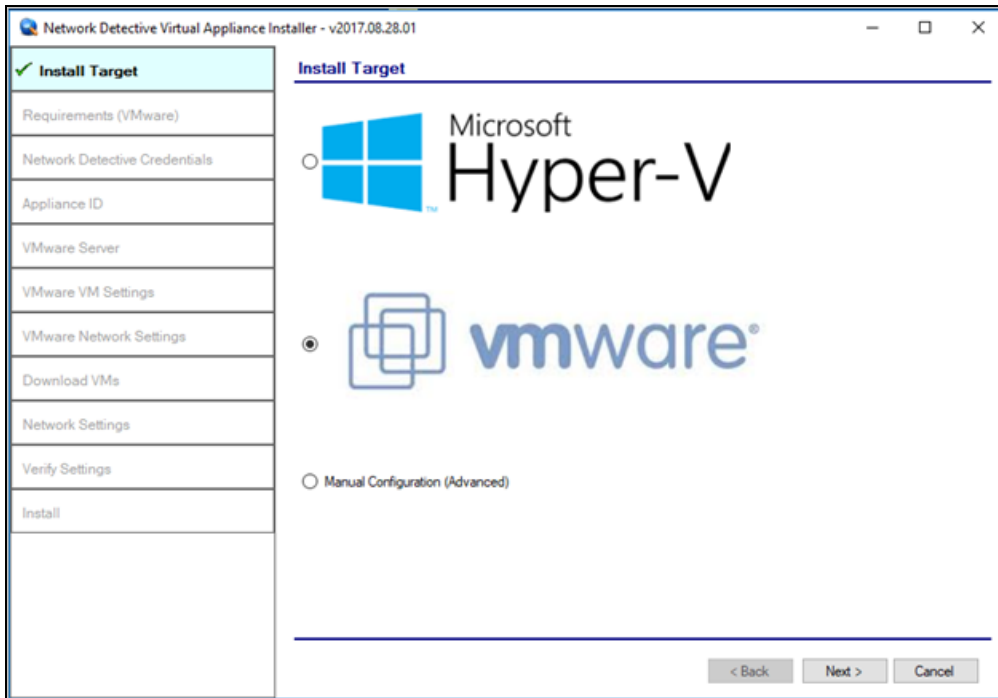 Network Detective Virtual Appliance Installer - v2017.08.28.01
Install Target
Requirements (VMware)
Network Detective Credentials
Appliance ID
VMware Server
VMware VM Settings
VMware Network Settings
Download VMs
Network Settings
Verify Settings
Install
Install Target
Microsoft
Hyper-V
TM
vmware®
Manual Configuration (Advanced)
< Back
Next >
Cancel